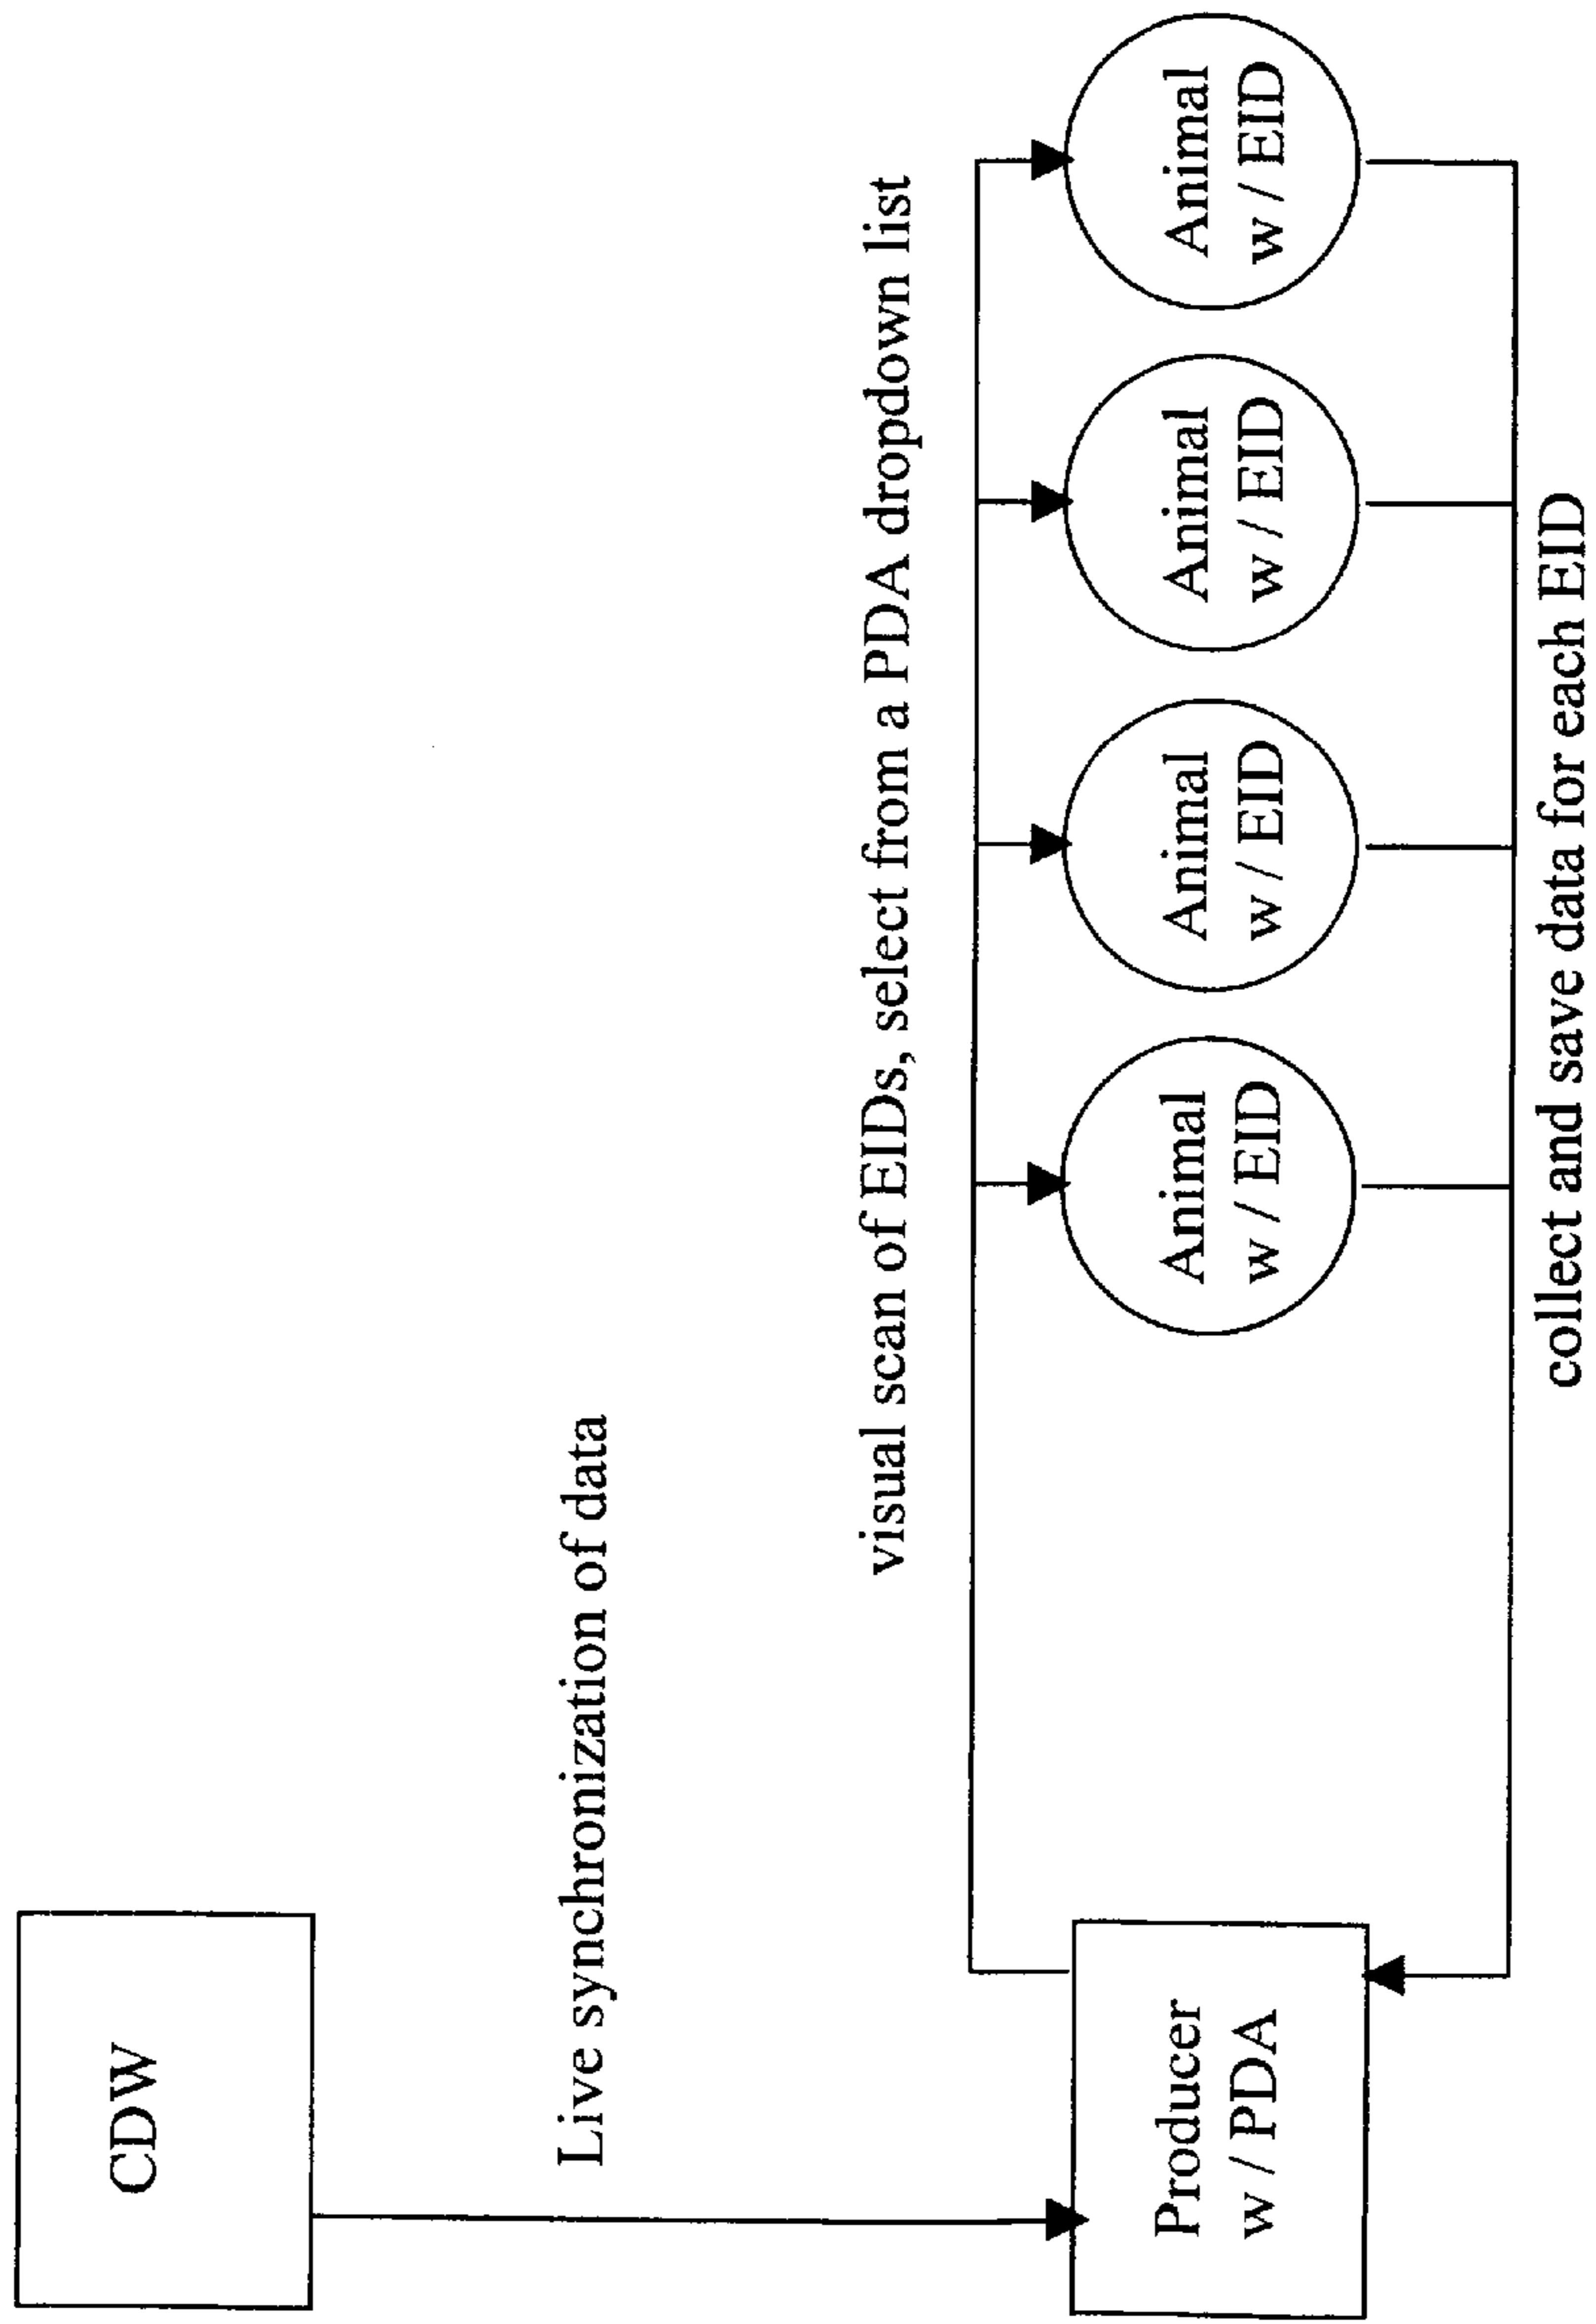 CDW
Live synchronization of data
visual scan of EIDs, select from a PDA dropdown list
Producer
w / PDA
Animal
w / EID
Animal
w / EID
Animal
w / EID
Animal
w / EID
collect and save data for each EID